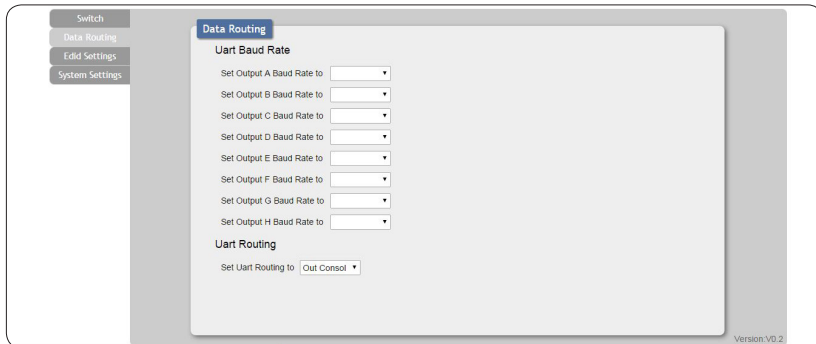 Switch
Data Routing
Edid Settings
System Settings
Data Routing
Uart Baud Rate
Set Output A Baud Rate to
Set Output B Baud Rate to
Set Output C Baud Rate to
Set Output D Baud Rate to
Set Output E Baud Rate to
Set Output F Baud Rate to
Set Output G Baud Rate to
Set Output H Baud Rate to
Uart Routing
Set Uart Routing to Out Consol
Version:V0.2